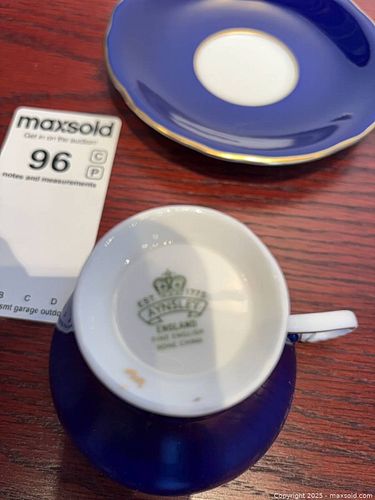 maxsold
Get in on the auction
96
C
P
notes and measurements
B C D
smt garage outdo
EST 1775
AYNSLEY
ENGLAND
FINE ENGLISH
BONE CHINA
Copyright 2025 - maxsold.com